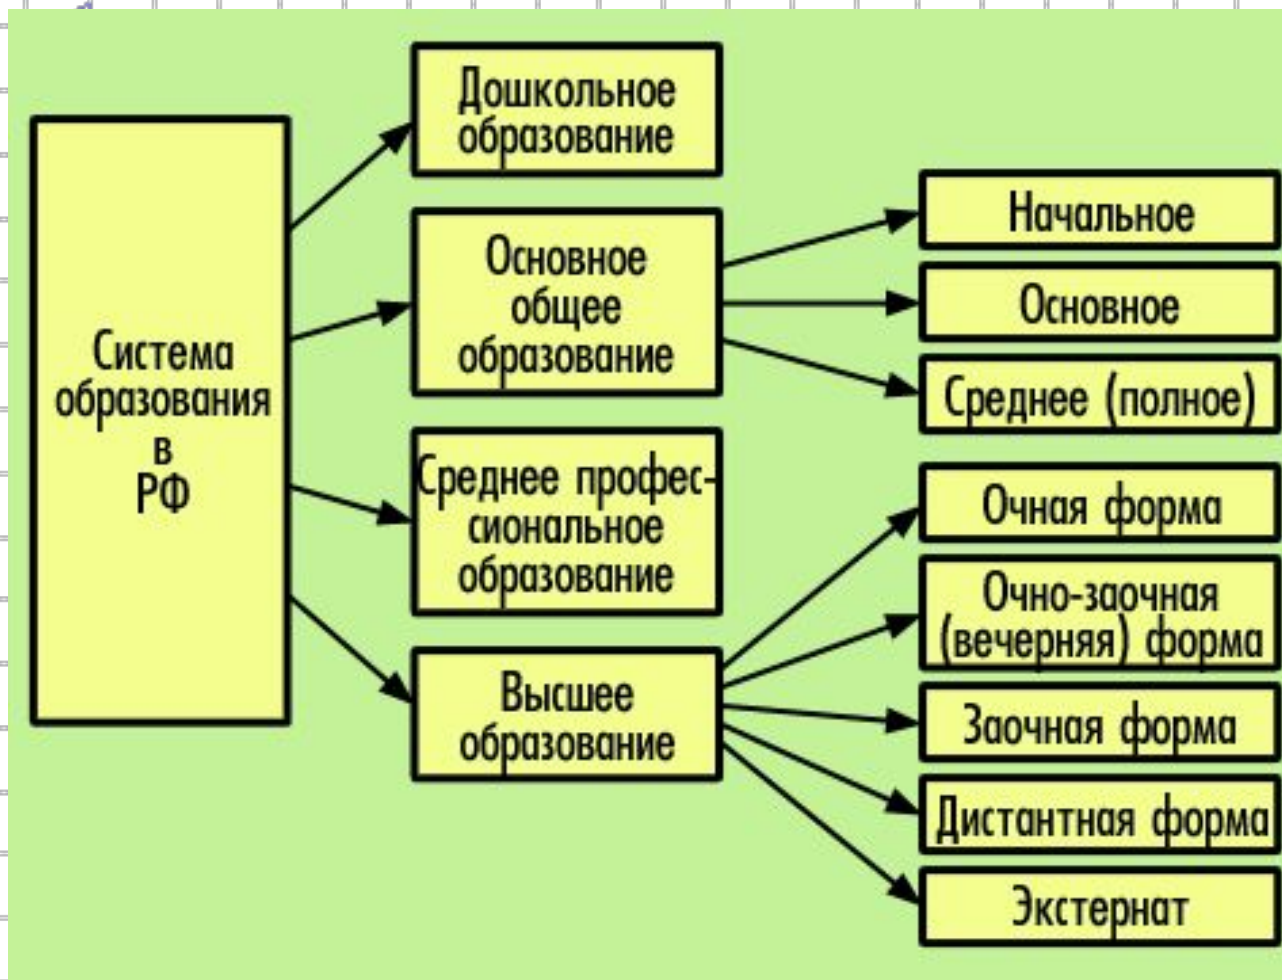 Система
образования
в
РФ
Дошкольное
образование
Основное
общее
образование
Среднее профес-
сиональное
образование
Высшее
образование
Начальное
Основное
Среднее (полное)
Очная форма
Очно-заочная
(вечерняя) форма
Заочная форма
Дистантная форма
Экстернат